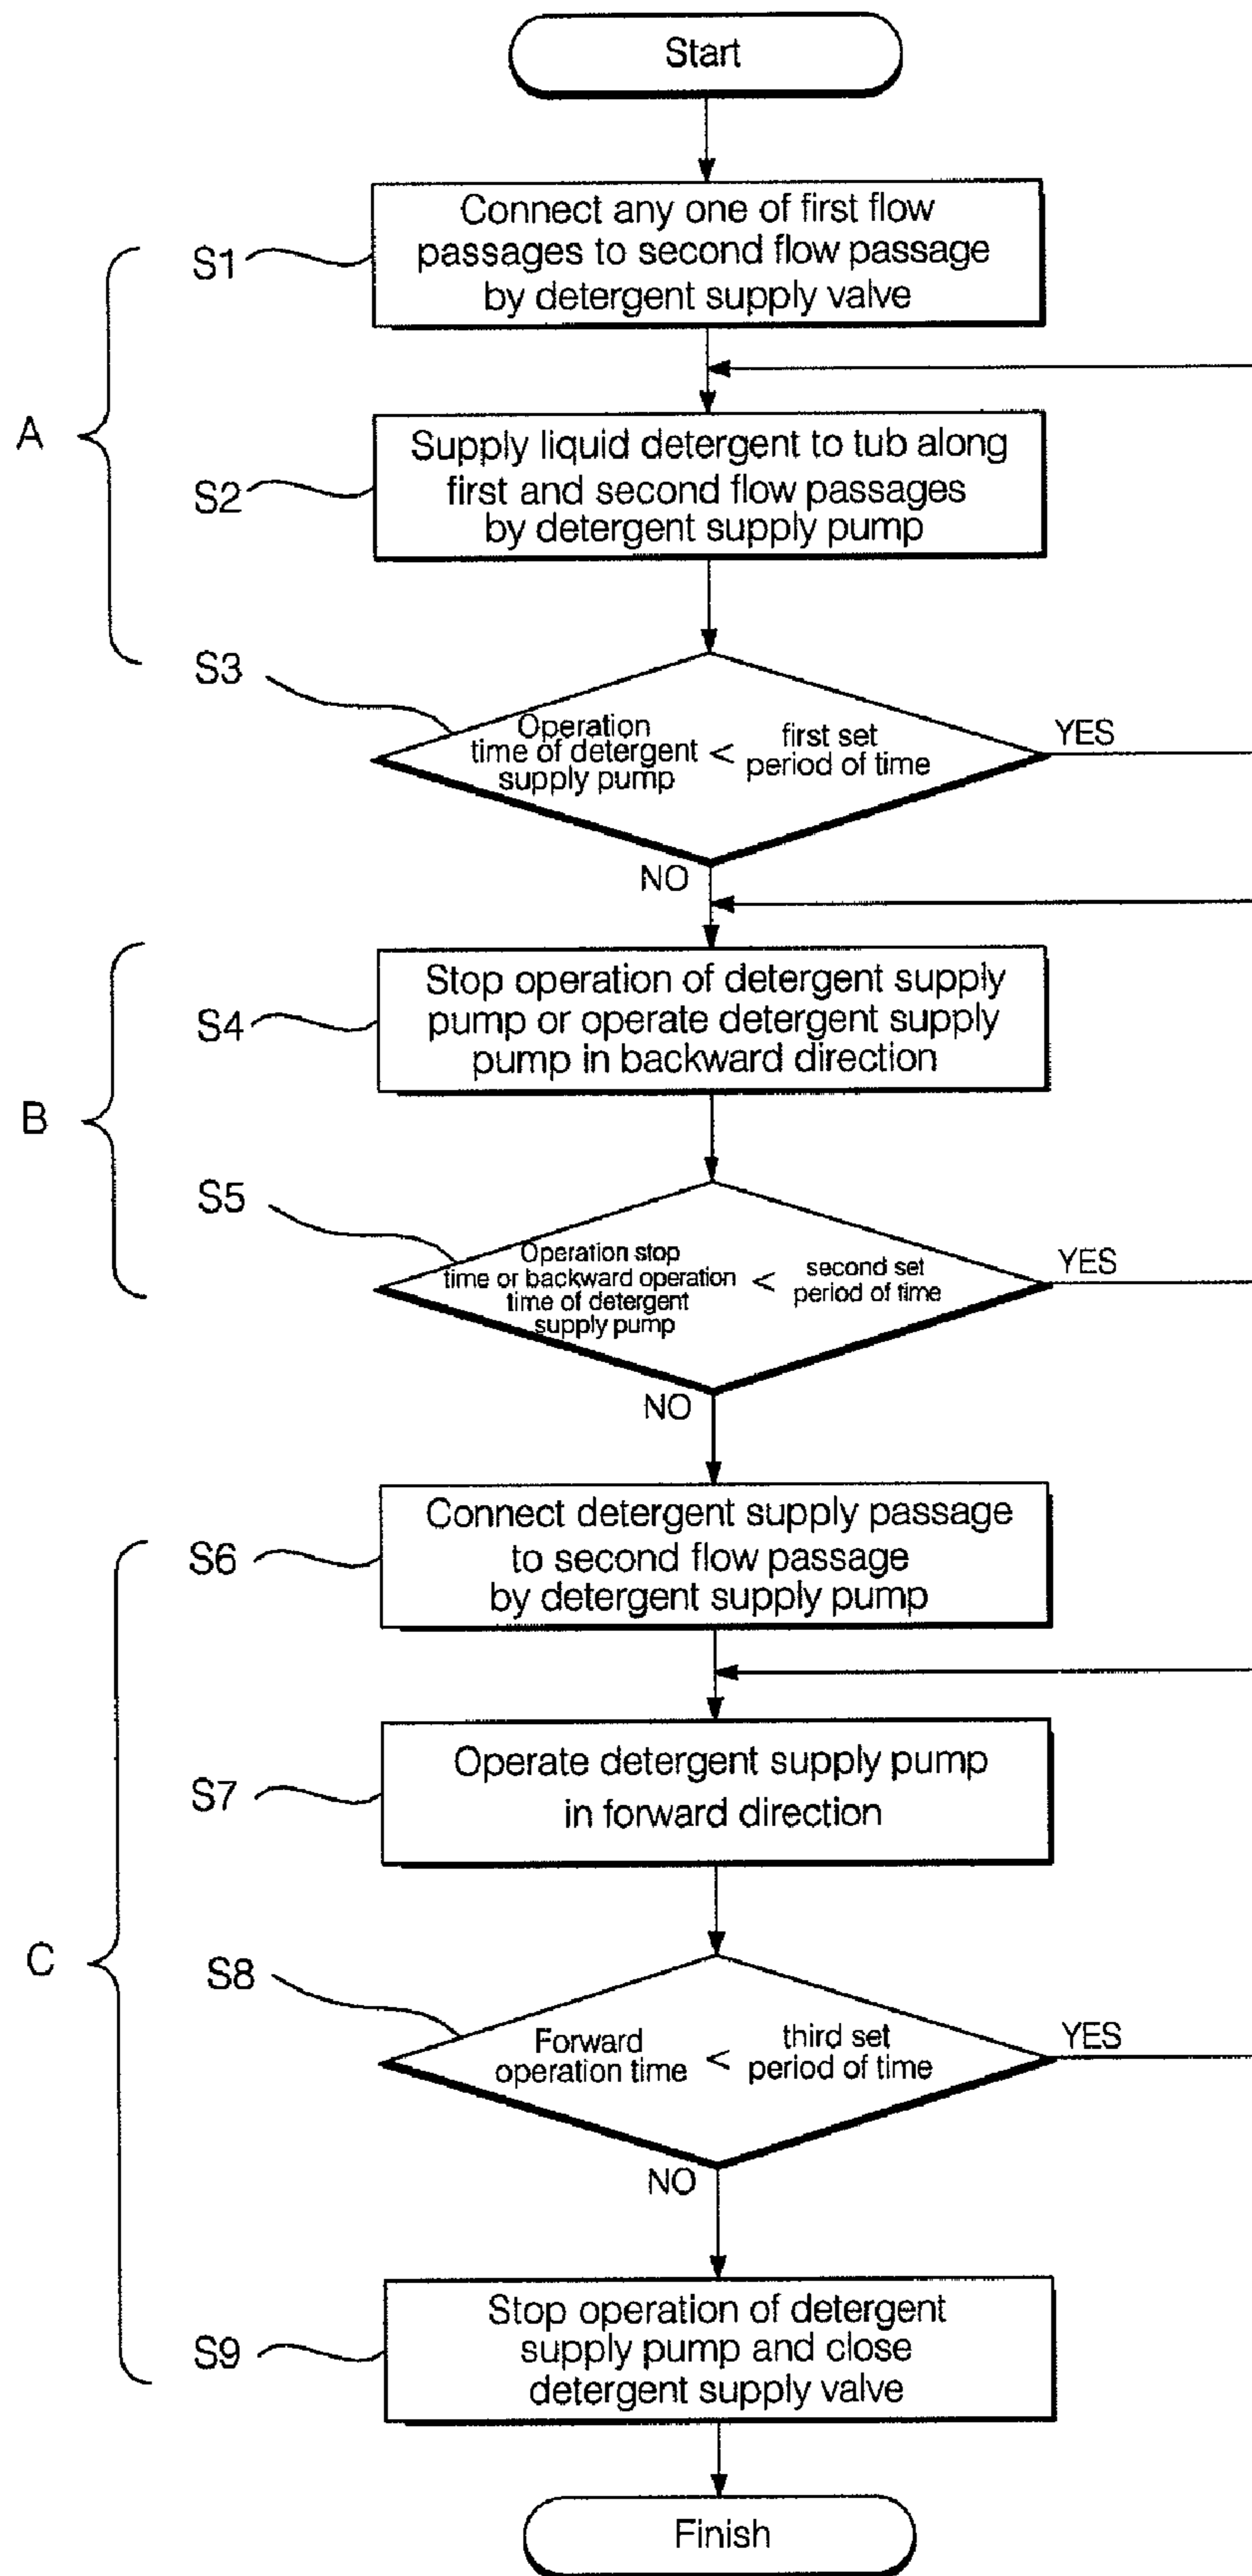 Start
S1
Connect any one of first flow
passages to second flow passage
by detergent supply valve
A
S2
Supply liquid detergent to tub along
first and second flow passages
by detergent supply pump
S3
Operation
time of detergent
supply pump
<
first set
period of time
YES
NO
B
S4
Stop operation of detergent supply
pump or operate detergent supply
pump in backward direction
S5
Operation stop
time or backward operation
time of detergent
supply pump
<
second set
period of time
YES
NO
C
S6
Connect detergent supply passage
to second flow passage
by detergent supply pump
S7
Operate detergent supply pump
in forward direction
S8
Forward
operation time
<
third set
period of time
YES
NO
S9
Stop operation of detergent
supply pump and close
detergent supply valve
Finish